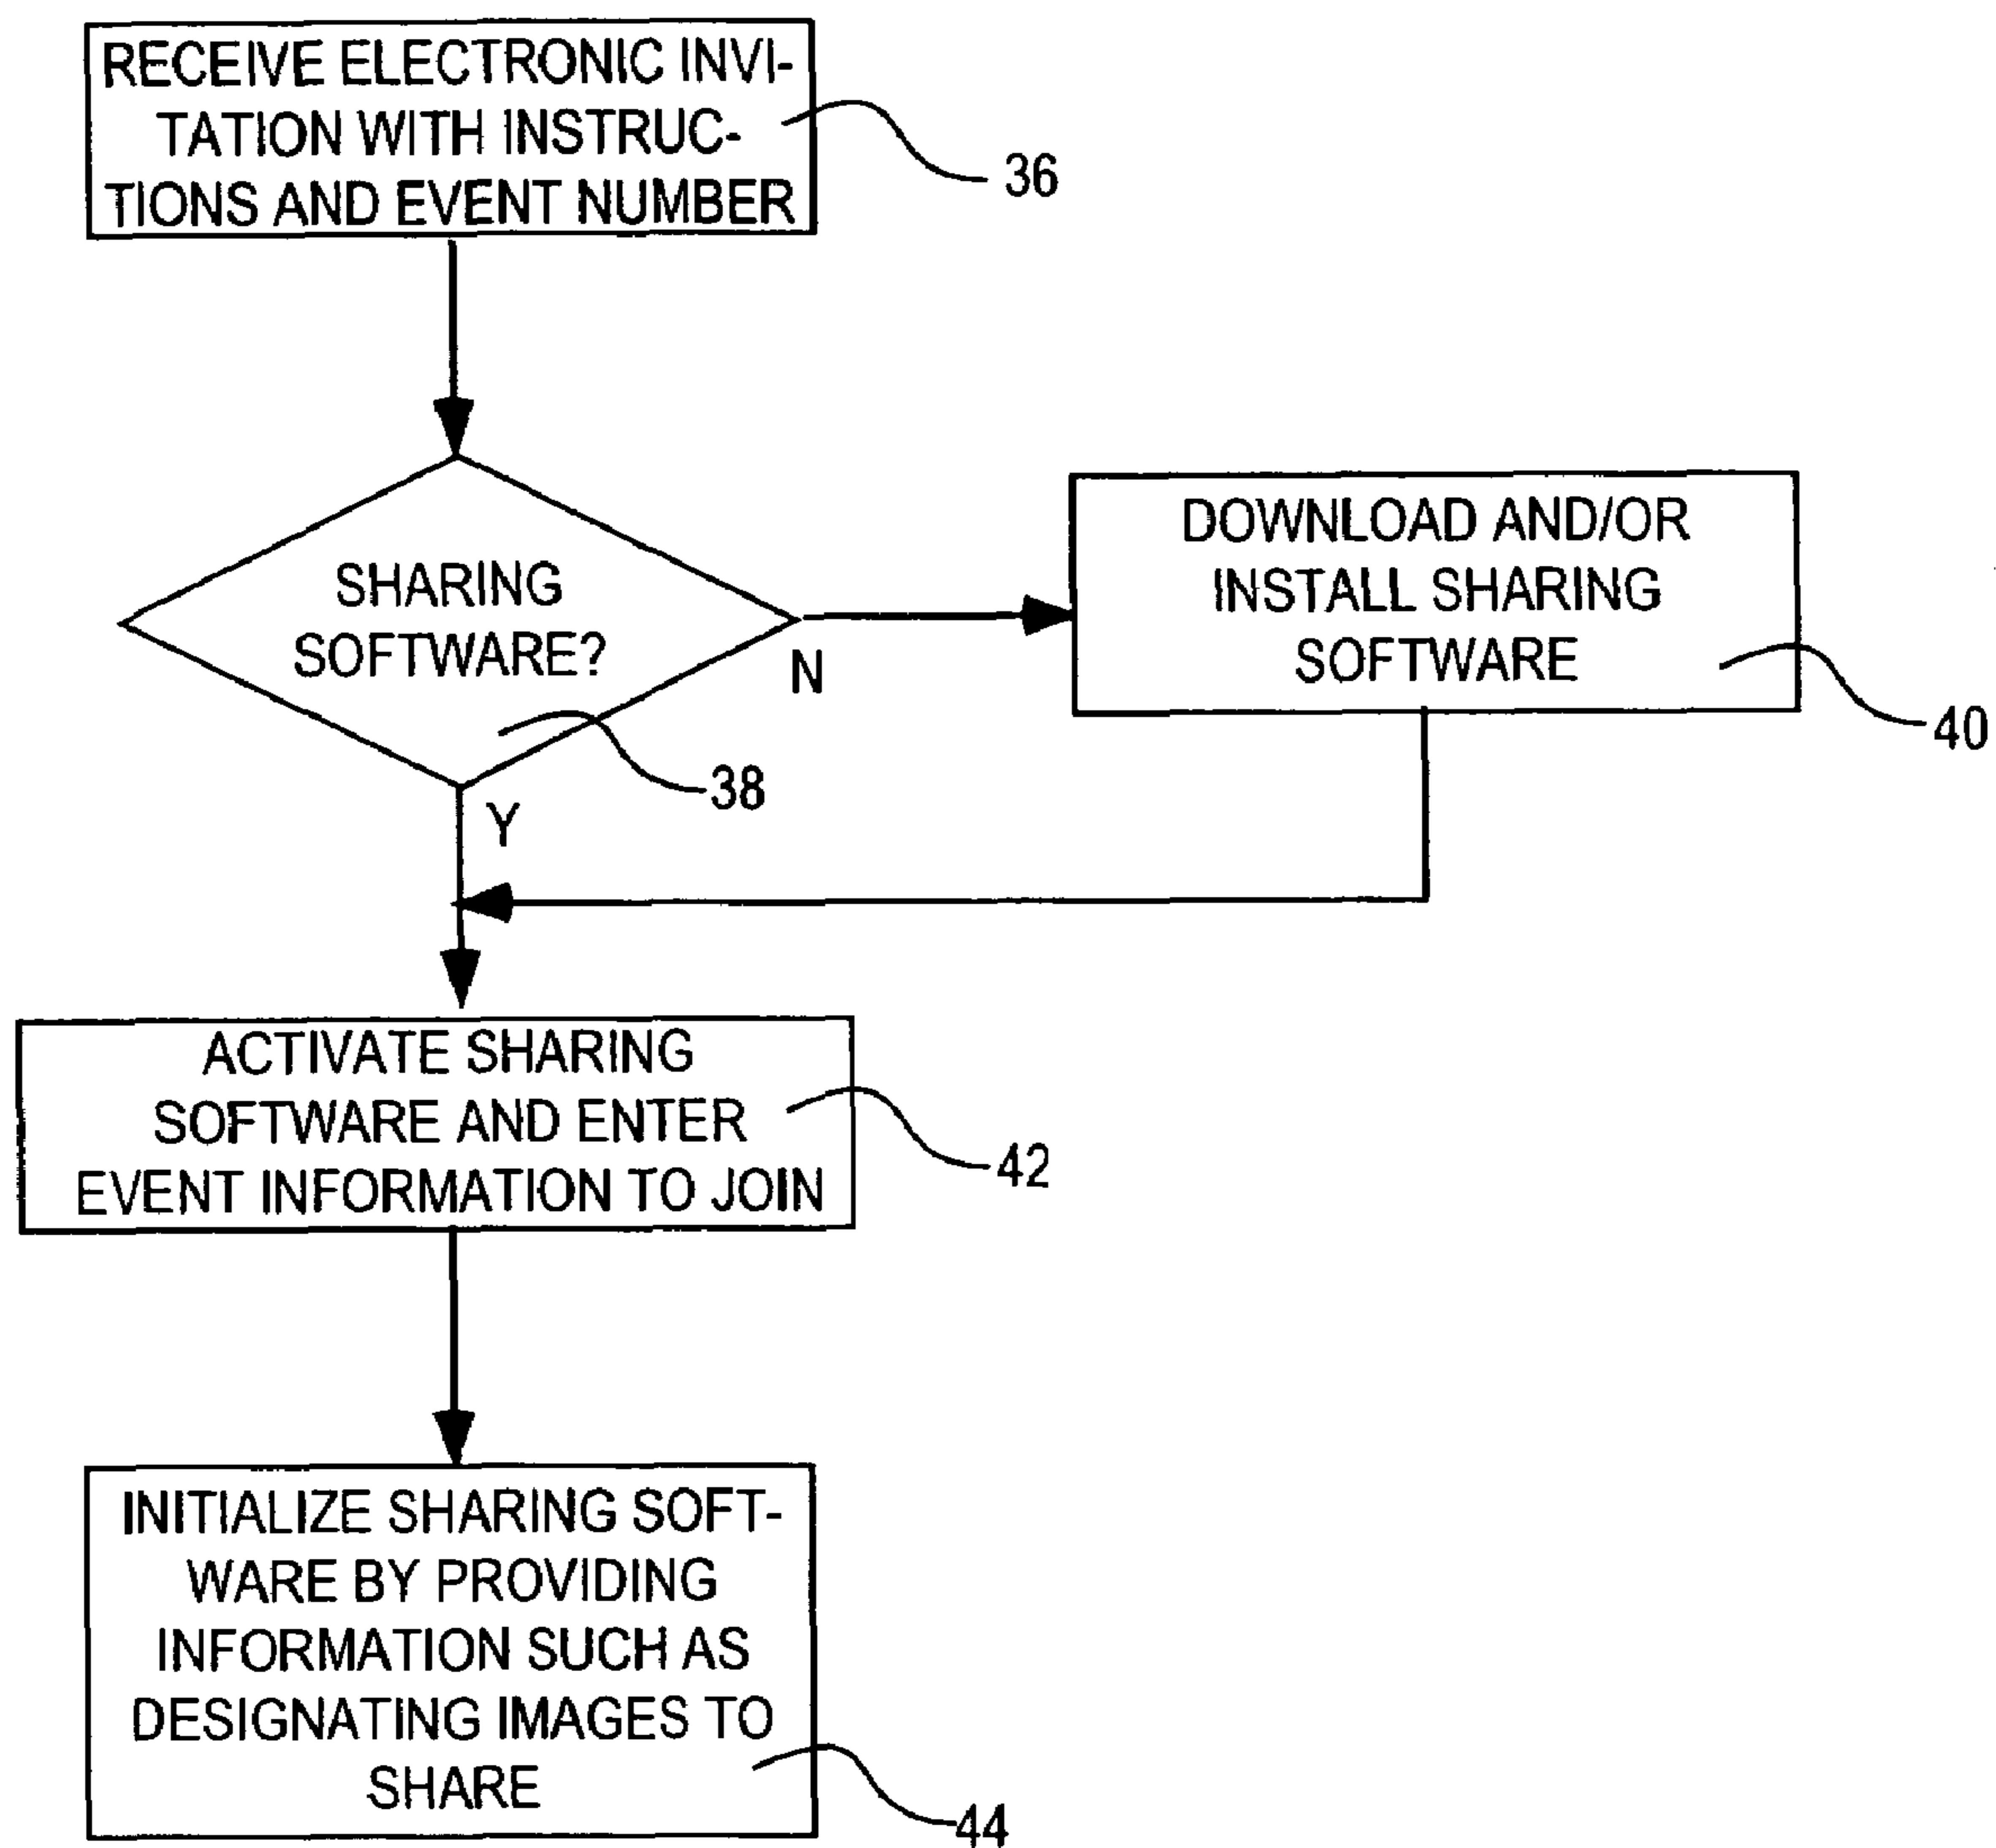 RECEIVE ELECTRONIC INVI-
TATION WITH INSTRUC-
TIONS AND EVENT NUMBER
36
SHARING
SOFTWARE?
N
38
Y
DOWNLOAD AND/OR
INSTALL SHARING
SOFTWARE
40
ACTIVATE SHARING
SOFTWARE AND ENTER
EVENT INFORMATION TO JOIN
42
INITIALIZE SHARING SOFT-
WARE BY PROVIDING
INFORMATION SUCH AS
DESIGNATING IMAGES TO
SHARE
44